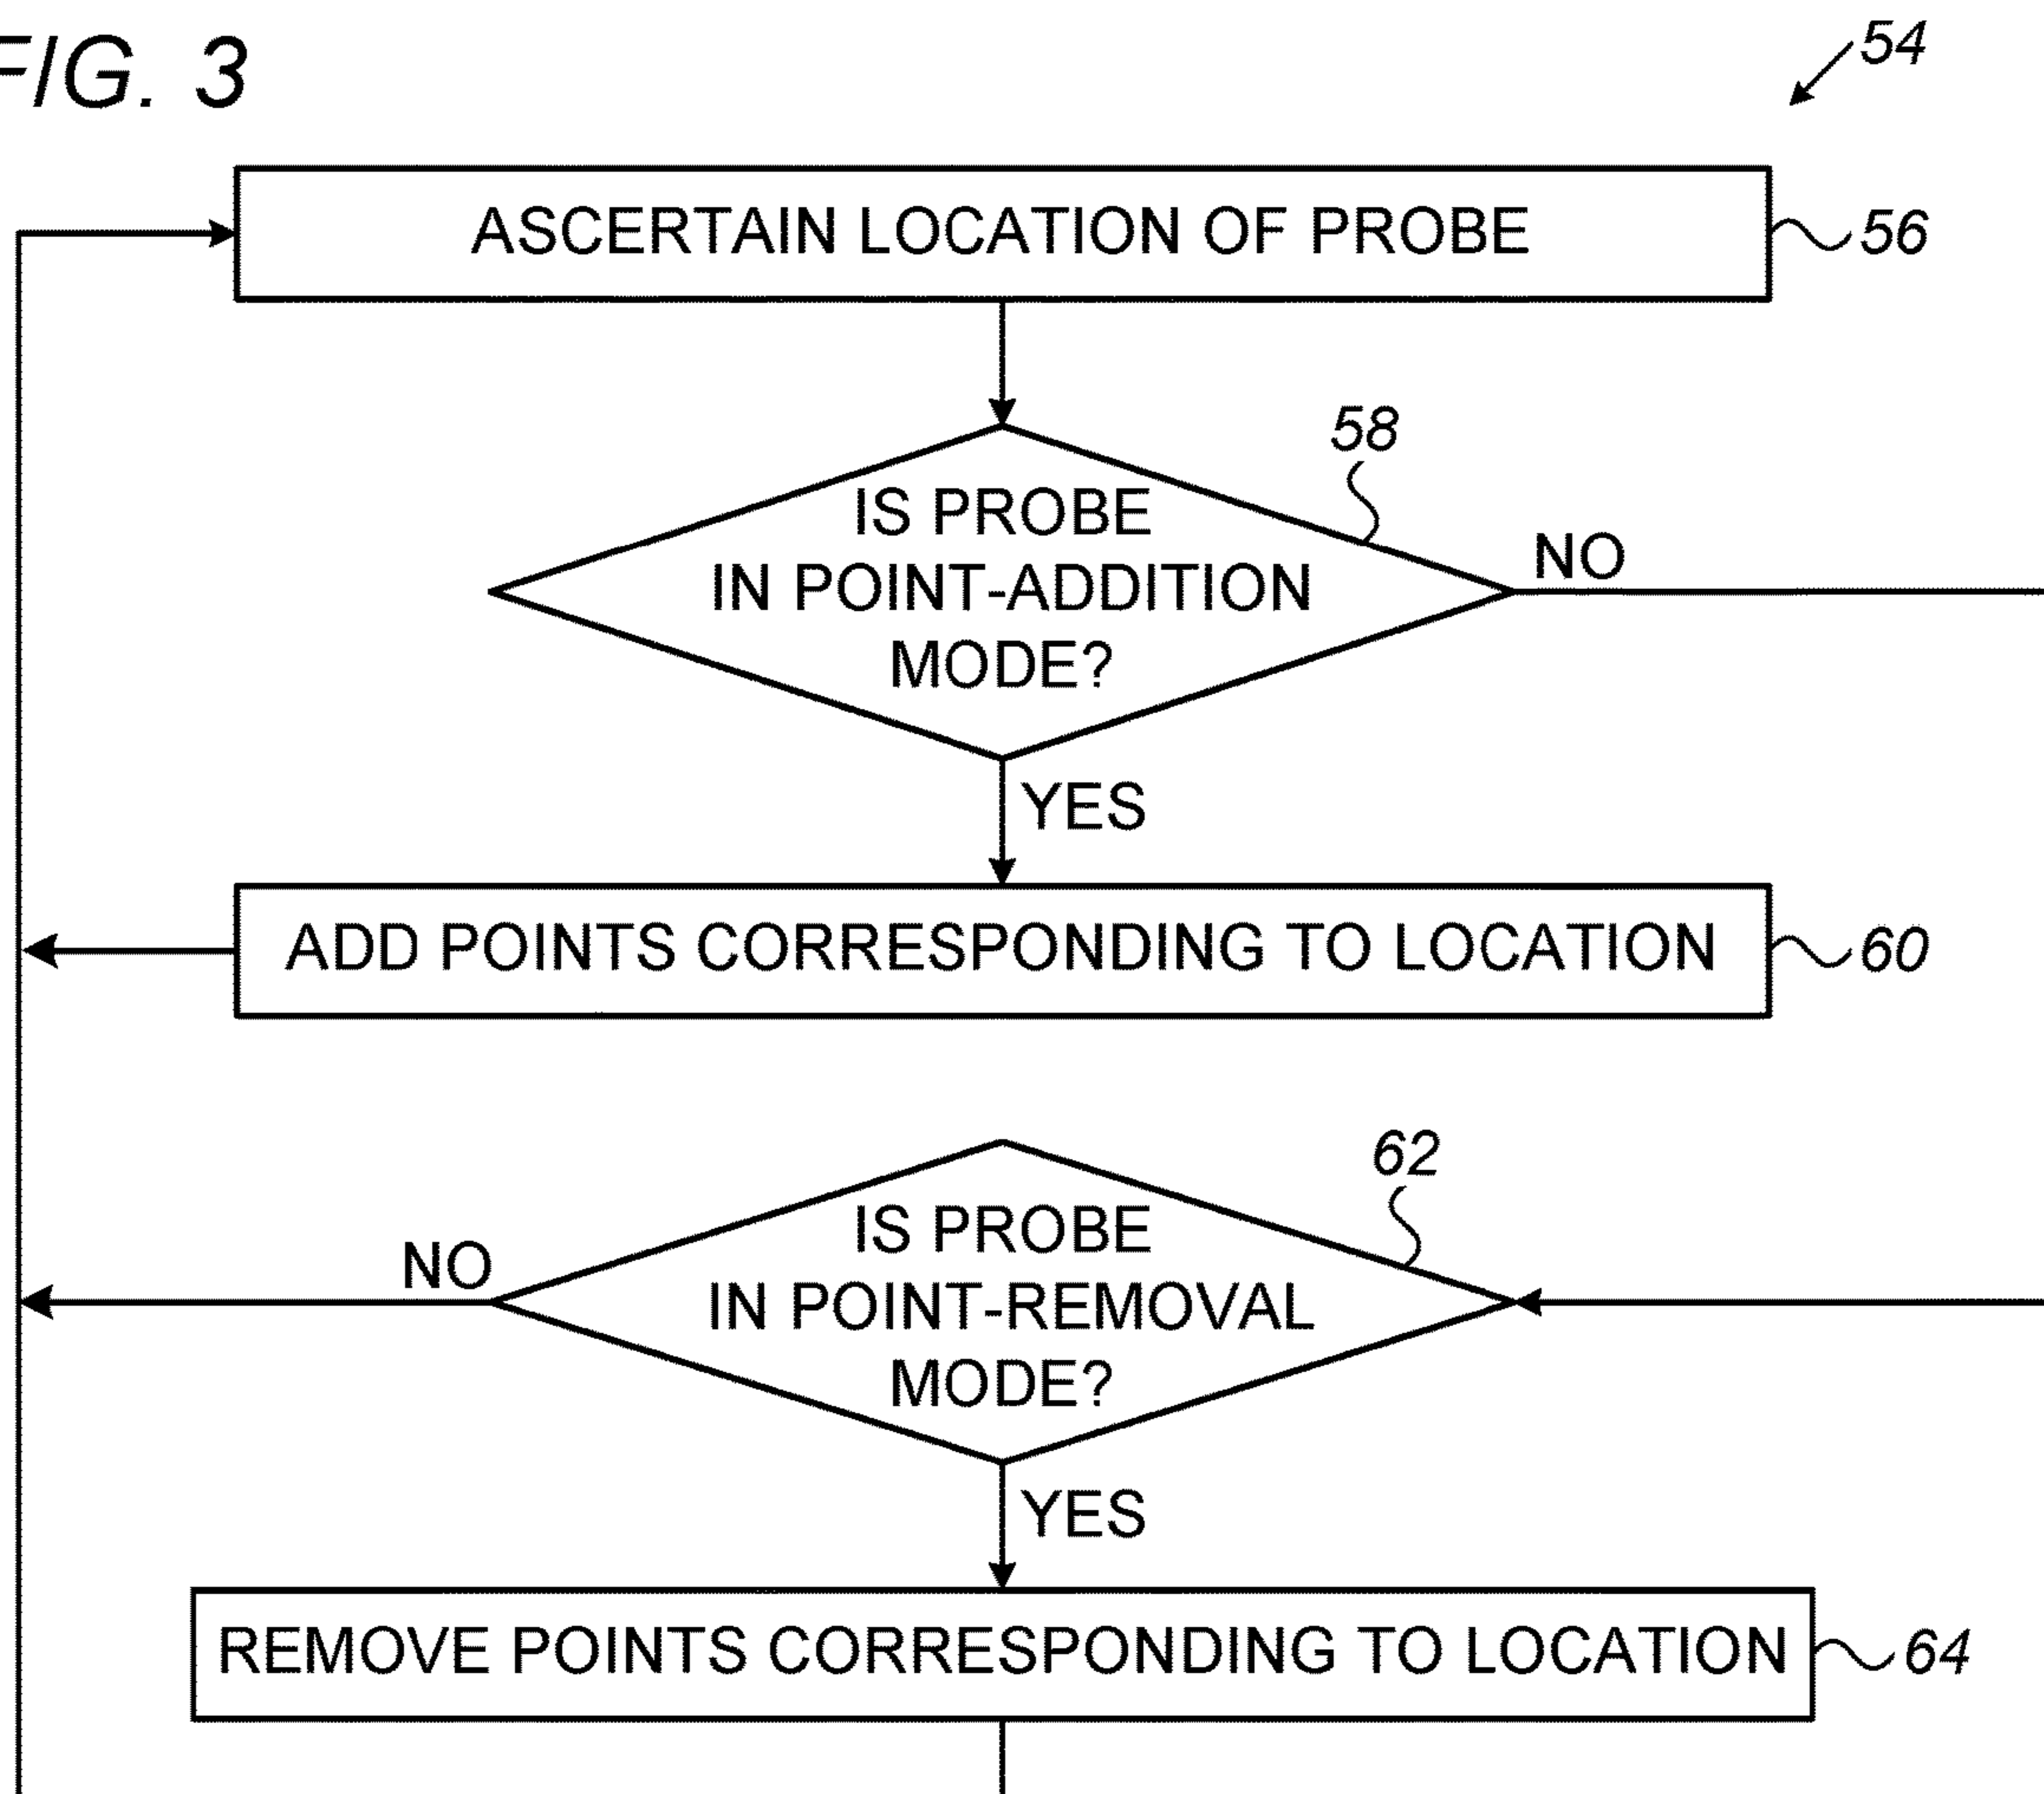 FIG. 3
54
ASCERTAIN LOCATION OF PROBE
56
58
IS PROBE
IN POINT-ADDITION
MODE?
NO
YES
ADD POINTS CORRESPONDING TO LOCATION
60
62
IS PROBE
IN POINT-REMOVAL
MODE?
NO
YES
REMOVE POINTS CORRESPONDING TO LOCATION
64